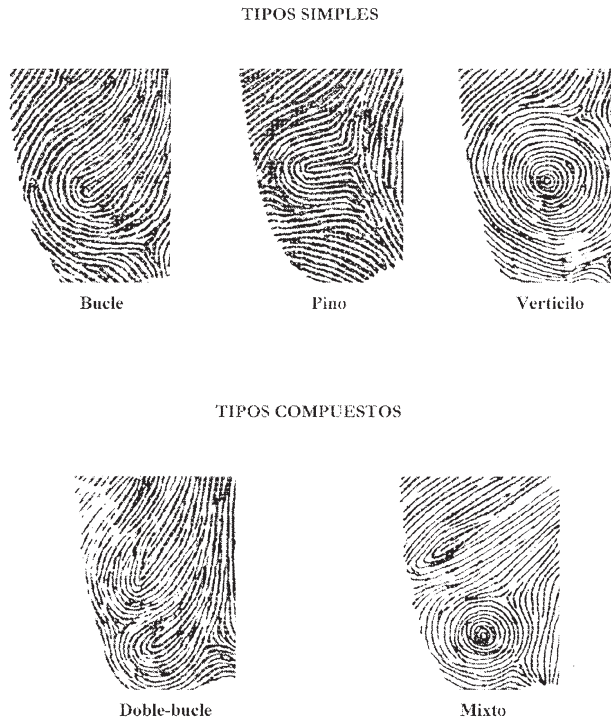 TIPOS SIMPLES
Bucle
Pino
Verticilo
TIPOS COMPUESTOS
Doble-bucle
Mixto